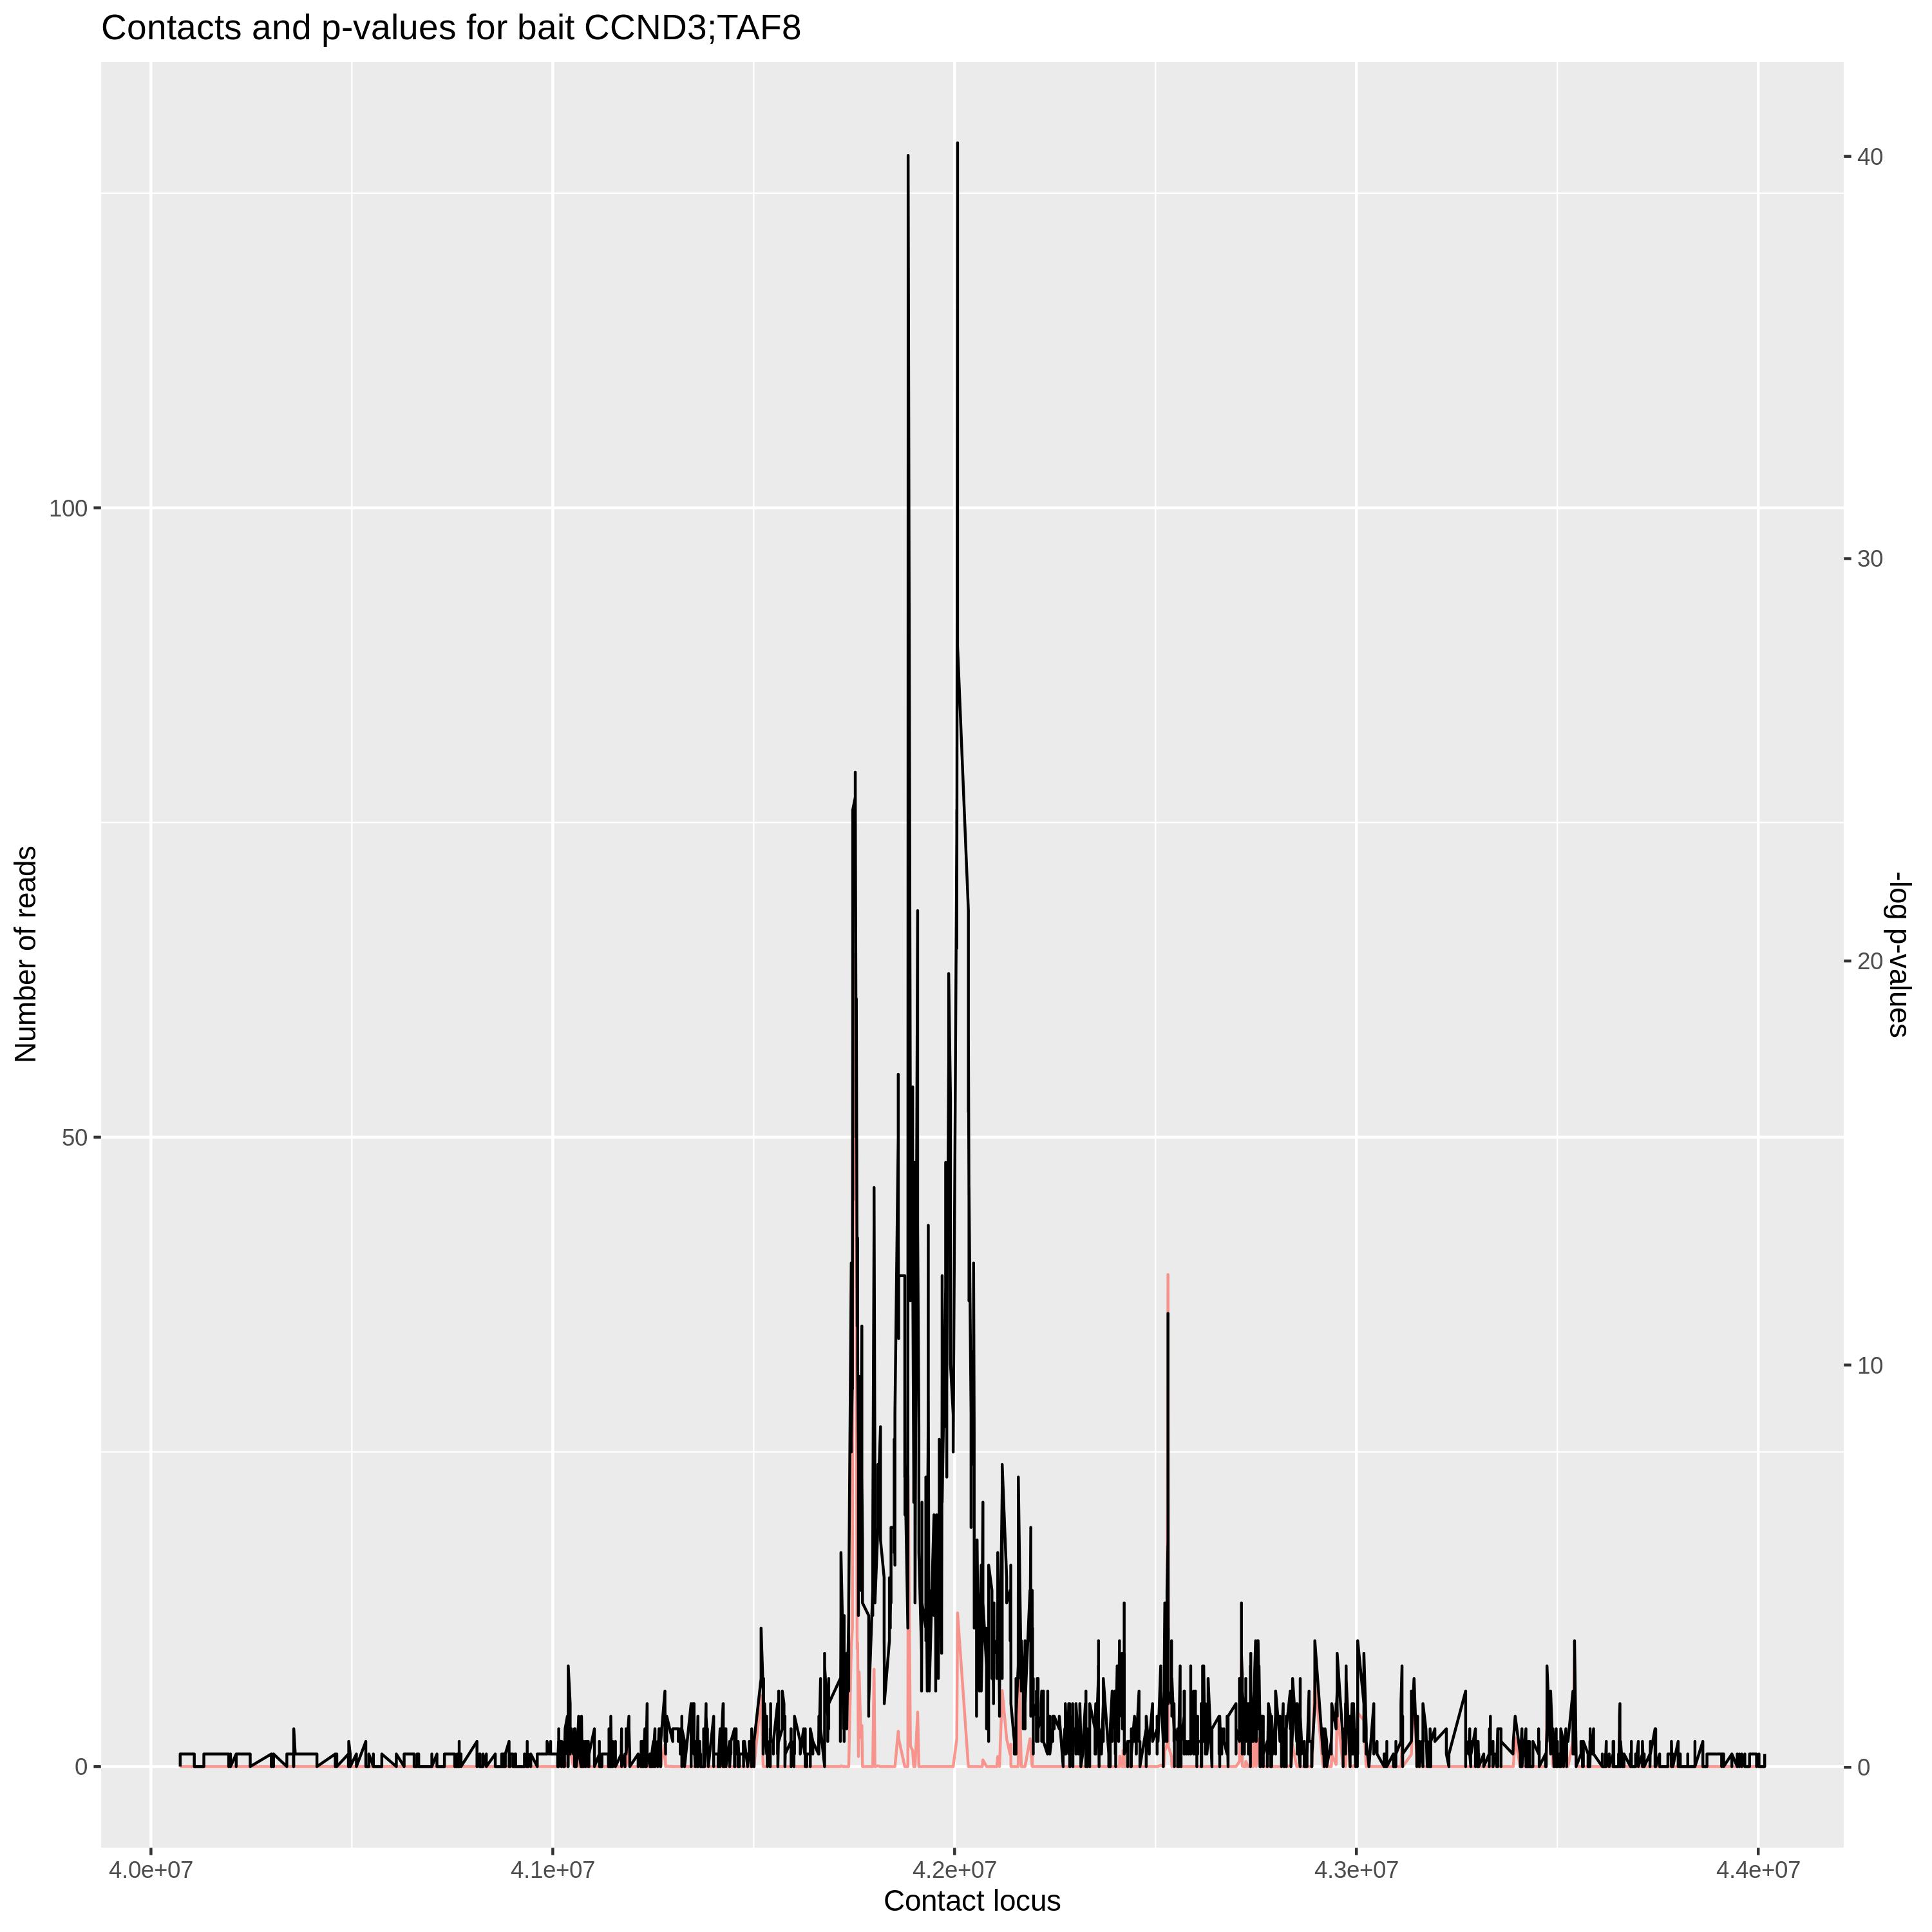 Contacts and p-values for bait CCND3;TAF8
Number of reads
100
50
0
40
30
20
10
0
-log p-values
4.0e+07
4.1e+07
4.2e+07
4.3e+07
4.4e+07
Contact locus